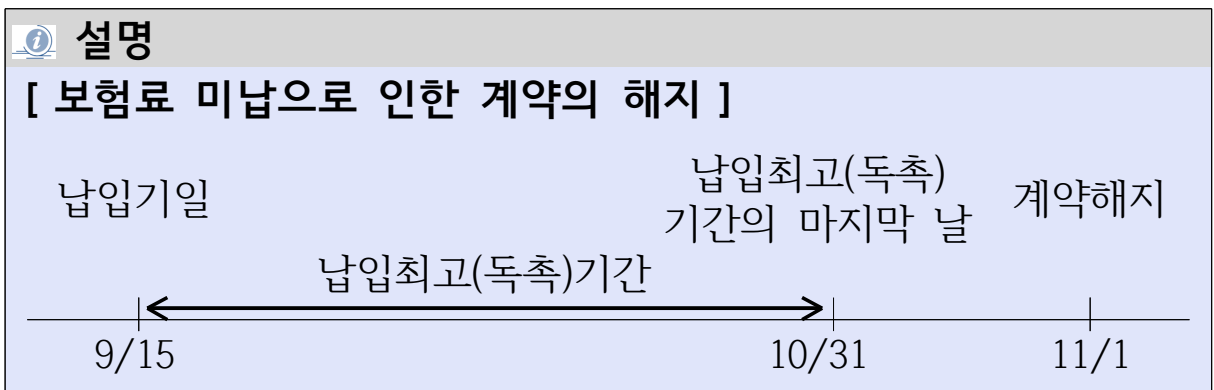 설명
[ 보험료 미납으로 인한 계약의 해지 ]
납입기일
납입최고(독촉)
기간의 마지막 날
계약해지
납입최고(독촉)기간
9/15
10/31
11/1